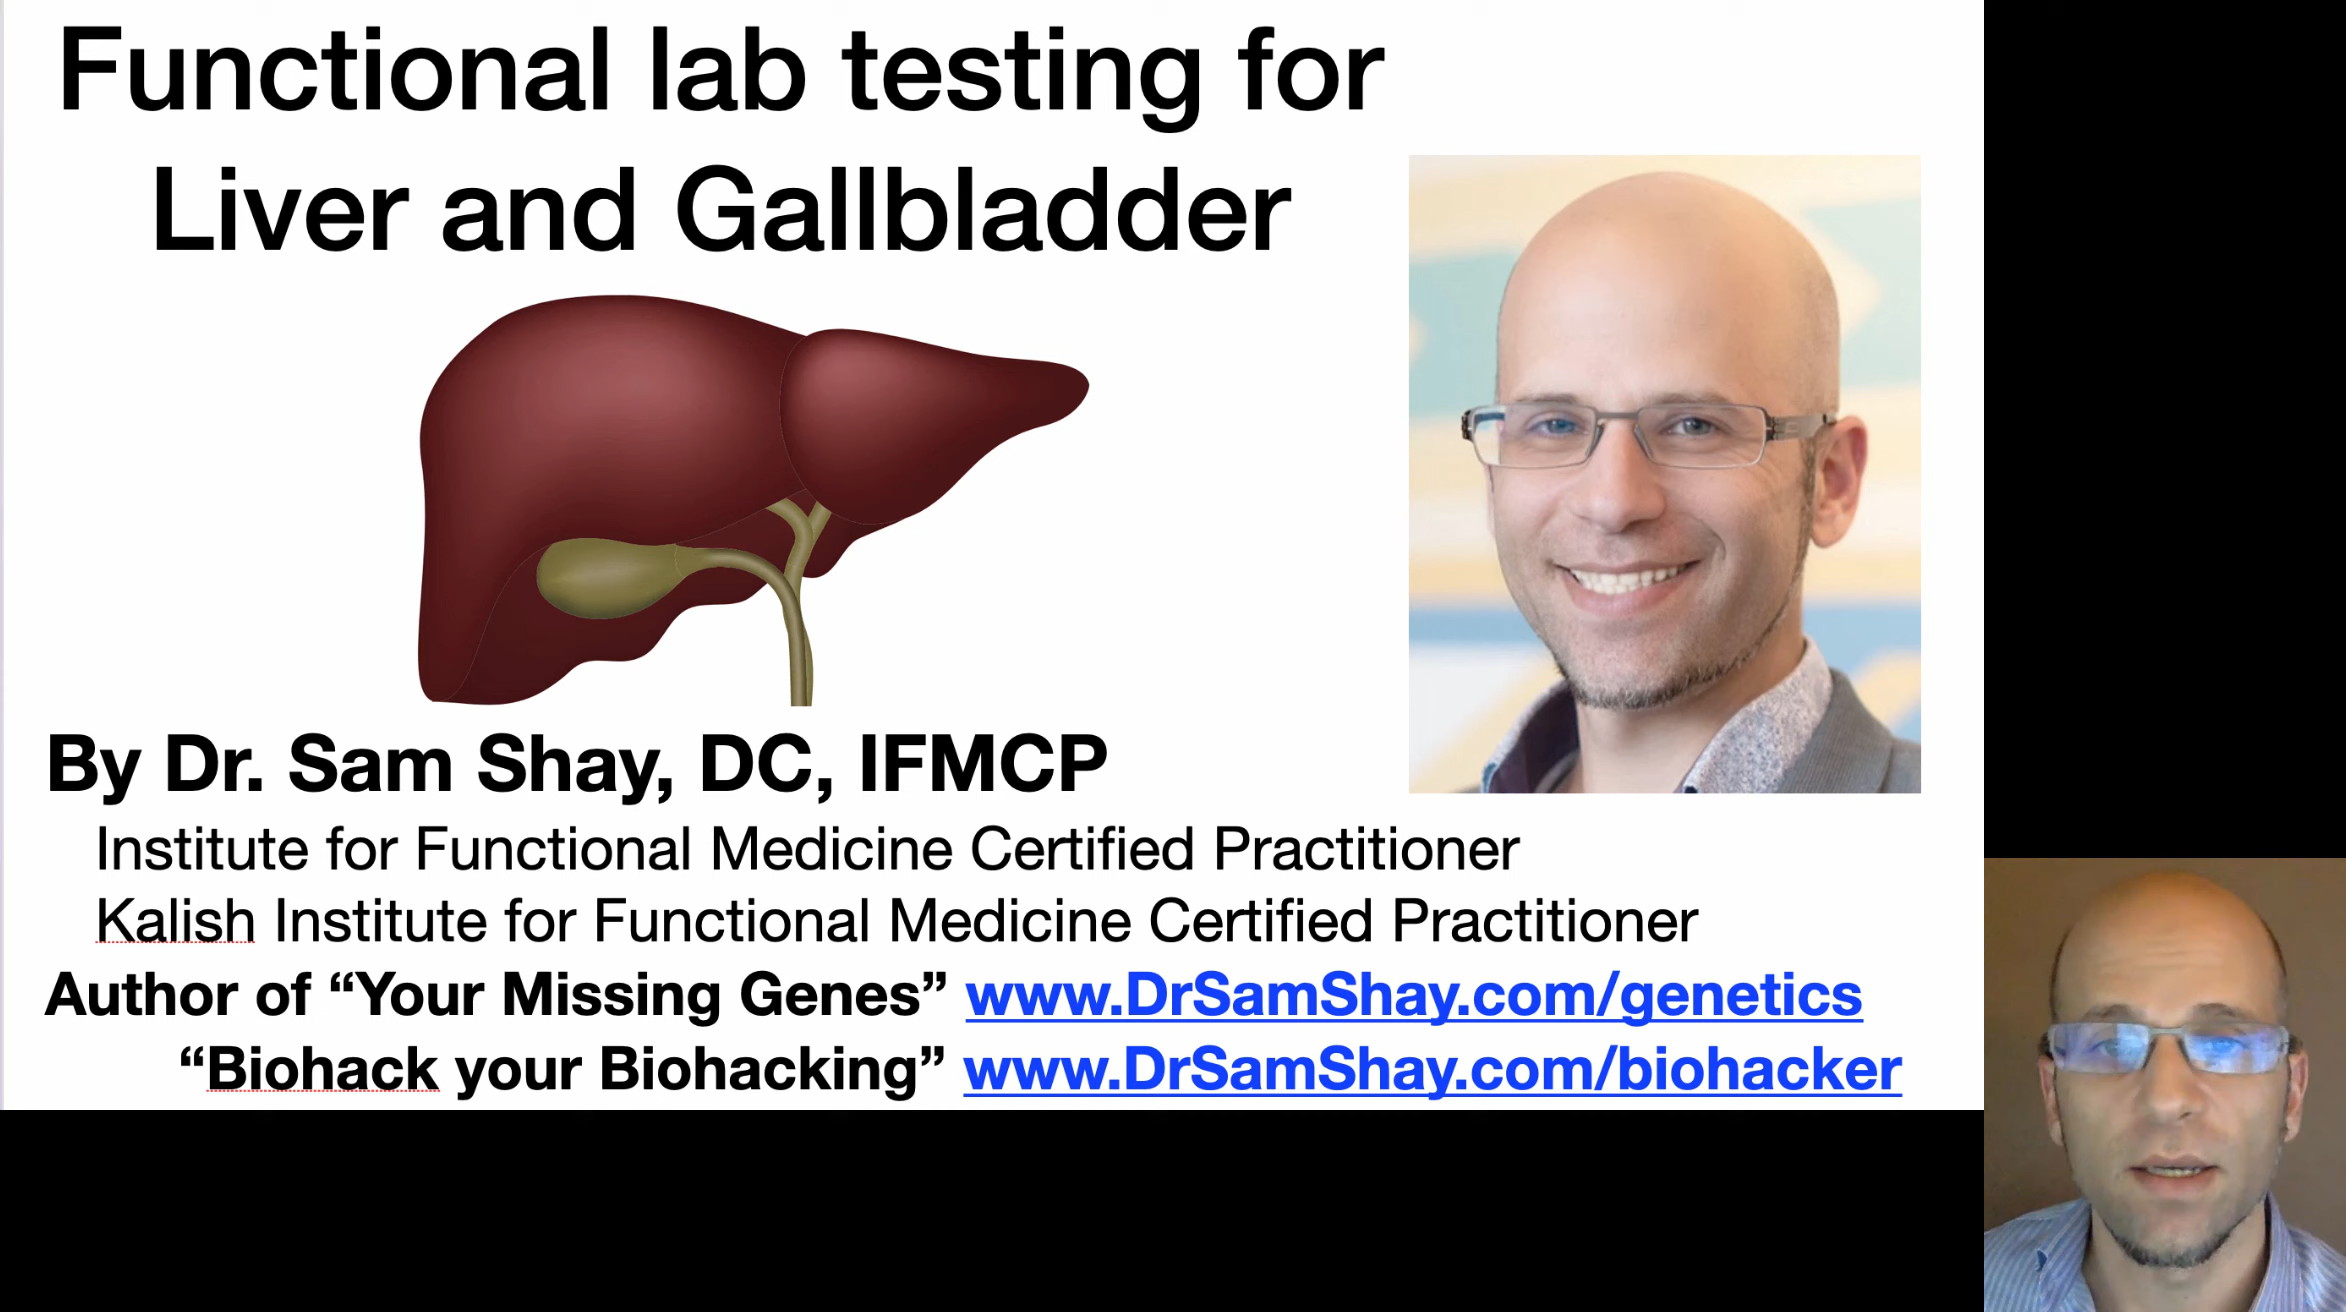 Functional lab testing for
Liver and Gallbladder
By Dr. Sam Shay, DC, IFMCP
Institute for Functional Medicine Certified Practitioner
Kalish Institute for Functional Medicine Certified Practitioner
Author of “Your Missing Genes” www.DrSamShay.com/genetics
“Biohack your Biohacking” www.DrSamShay.com/biohacker